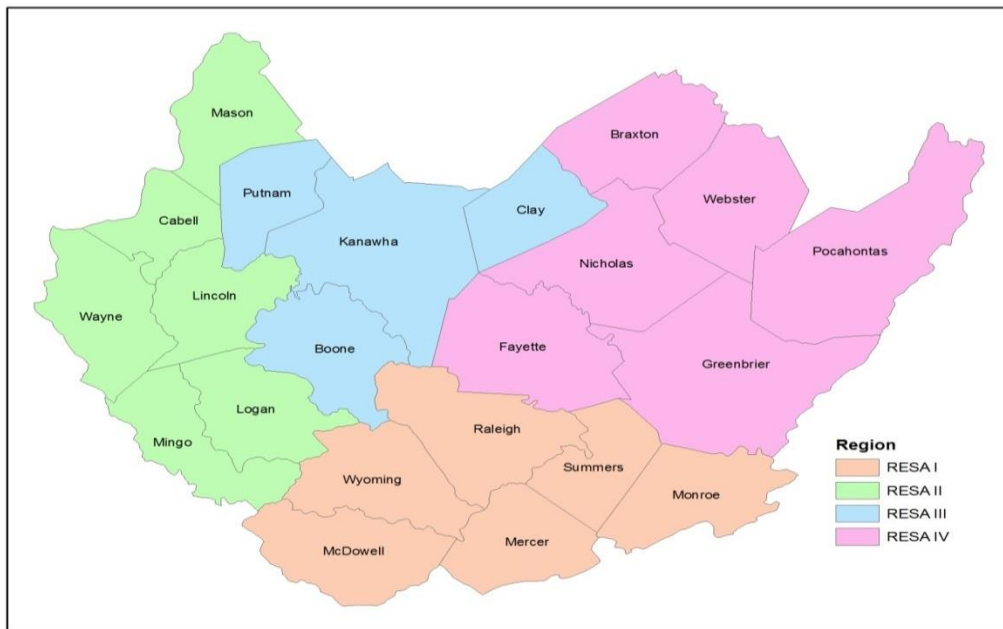 Mason
Braxton
Putnam
Webster
Clay
Cabell
Kanawha
Pocahontas
Nicholas
Lincoln
Wayne
Boone
Fayette
Greenbrier
Logan
Raleigh
Mingo
Summers
Wyoming
Monroe
McDowell
Mercer
Region
RESA I
RESA II
RESA III
RESA IV